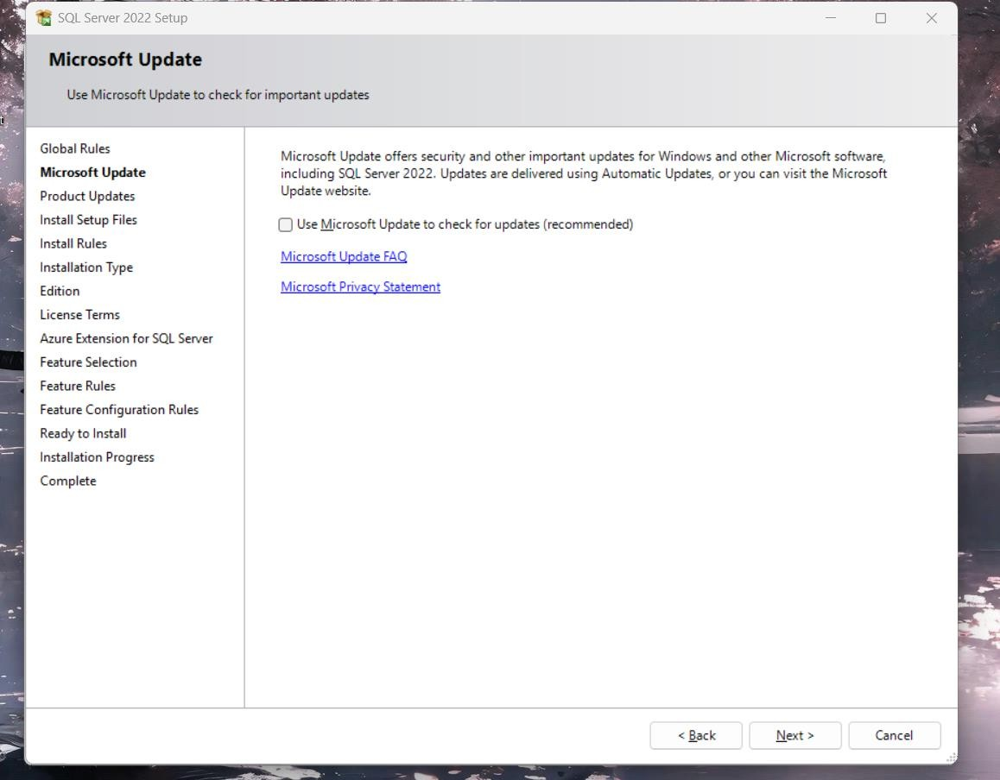 SQL Server 2022 Setup
Microsoft Update
Use Microsoft Update to check for important updates
Global Rules
Microsoft Update
Product Updates
Install Setup Files
Install Rules
Installation Type
Edition
License Terms
Azure Extension for SQL Server
Feature Selection
Feature Rules
Feature Configuration Rules
Ready to Install
Installation Progress
Complete
Microsoft Update offers security and other important updates for Windows and other Microsoft software,
including SQL Server 2022. Updates are delivered using Automatic Updates, or you can visit the Microsoft
Update website.
Use Microsoft Update to check for updates (recommended)
Microsoft Update FAQ
Microsoft Privacy Statement
< Back
Next >
Cancel